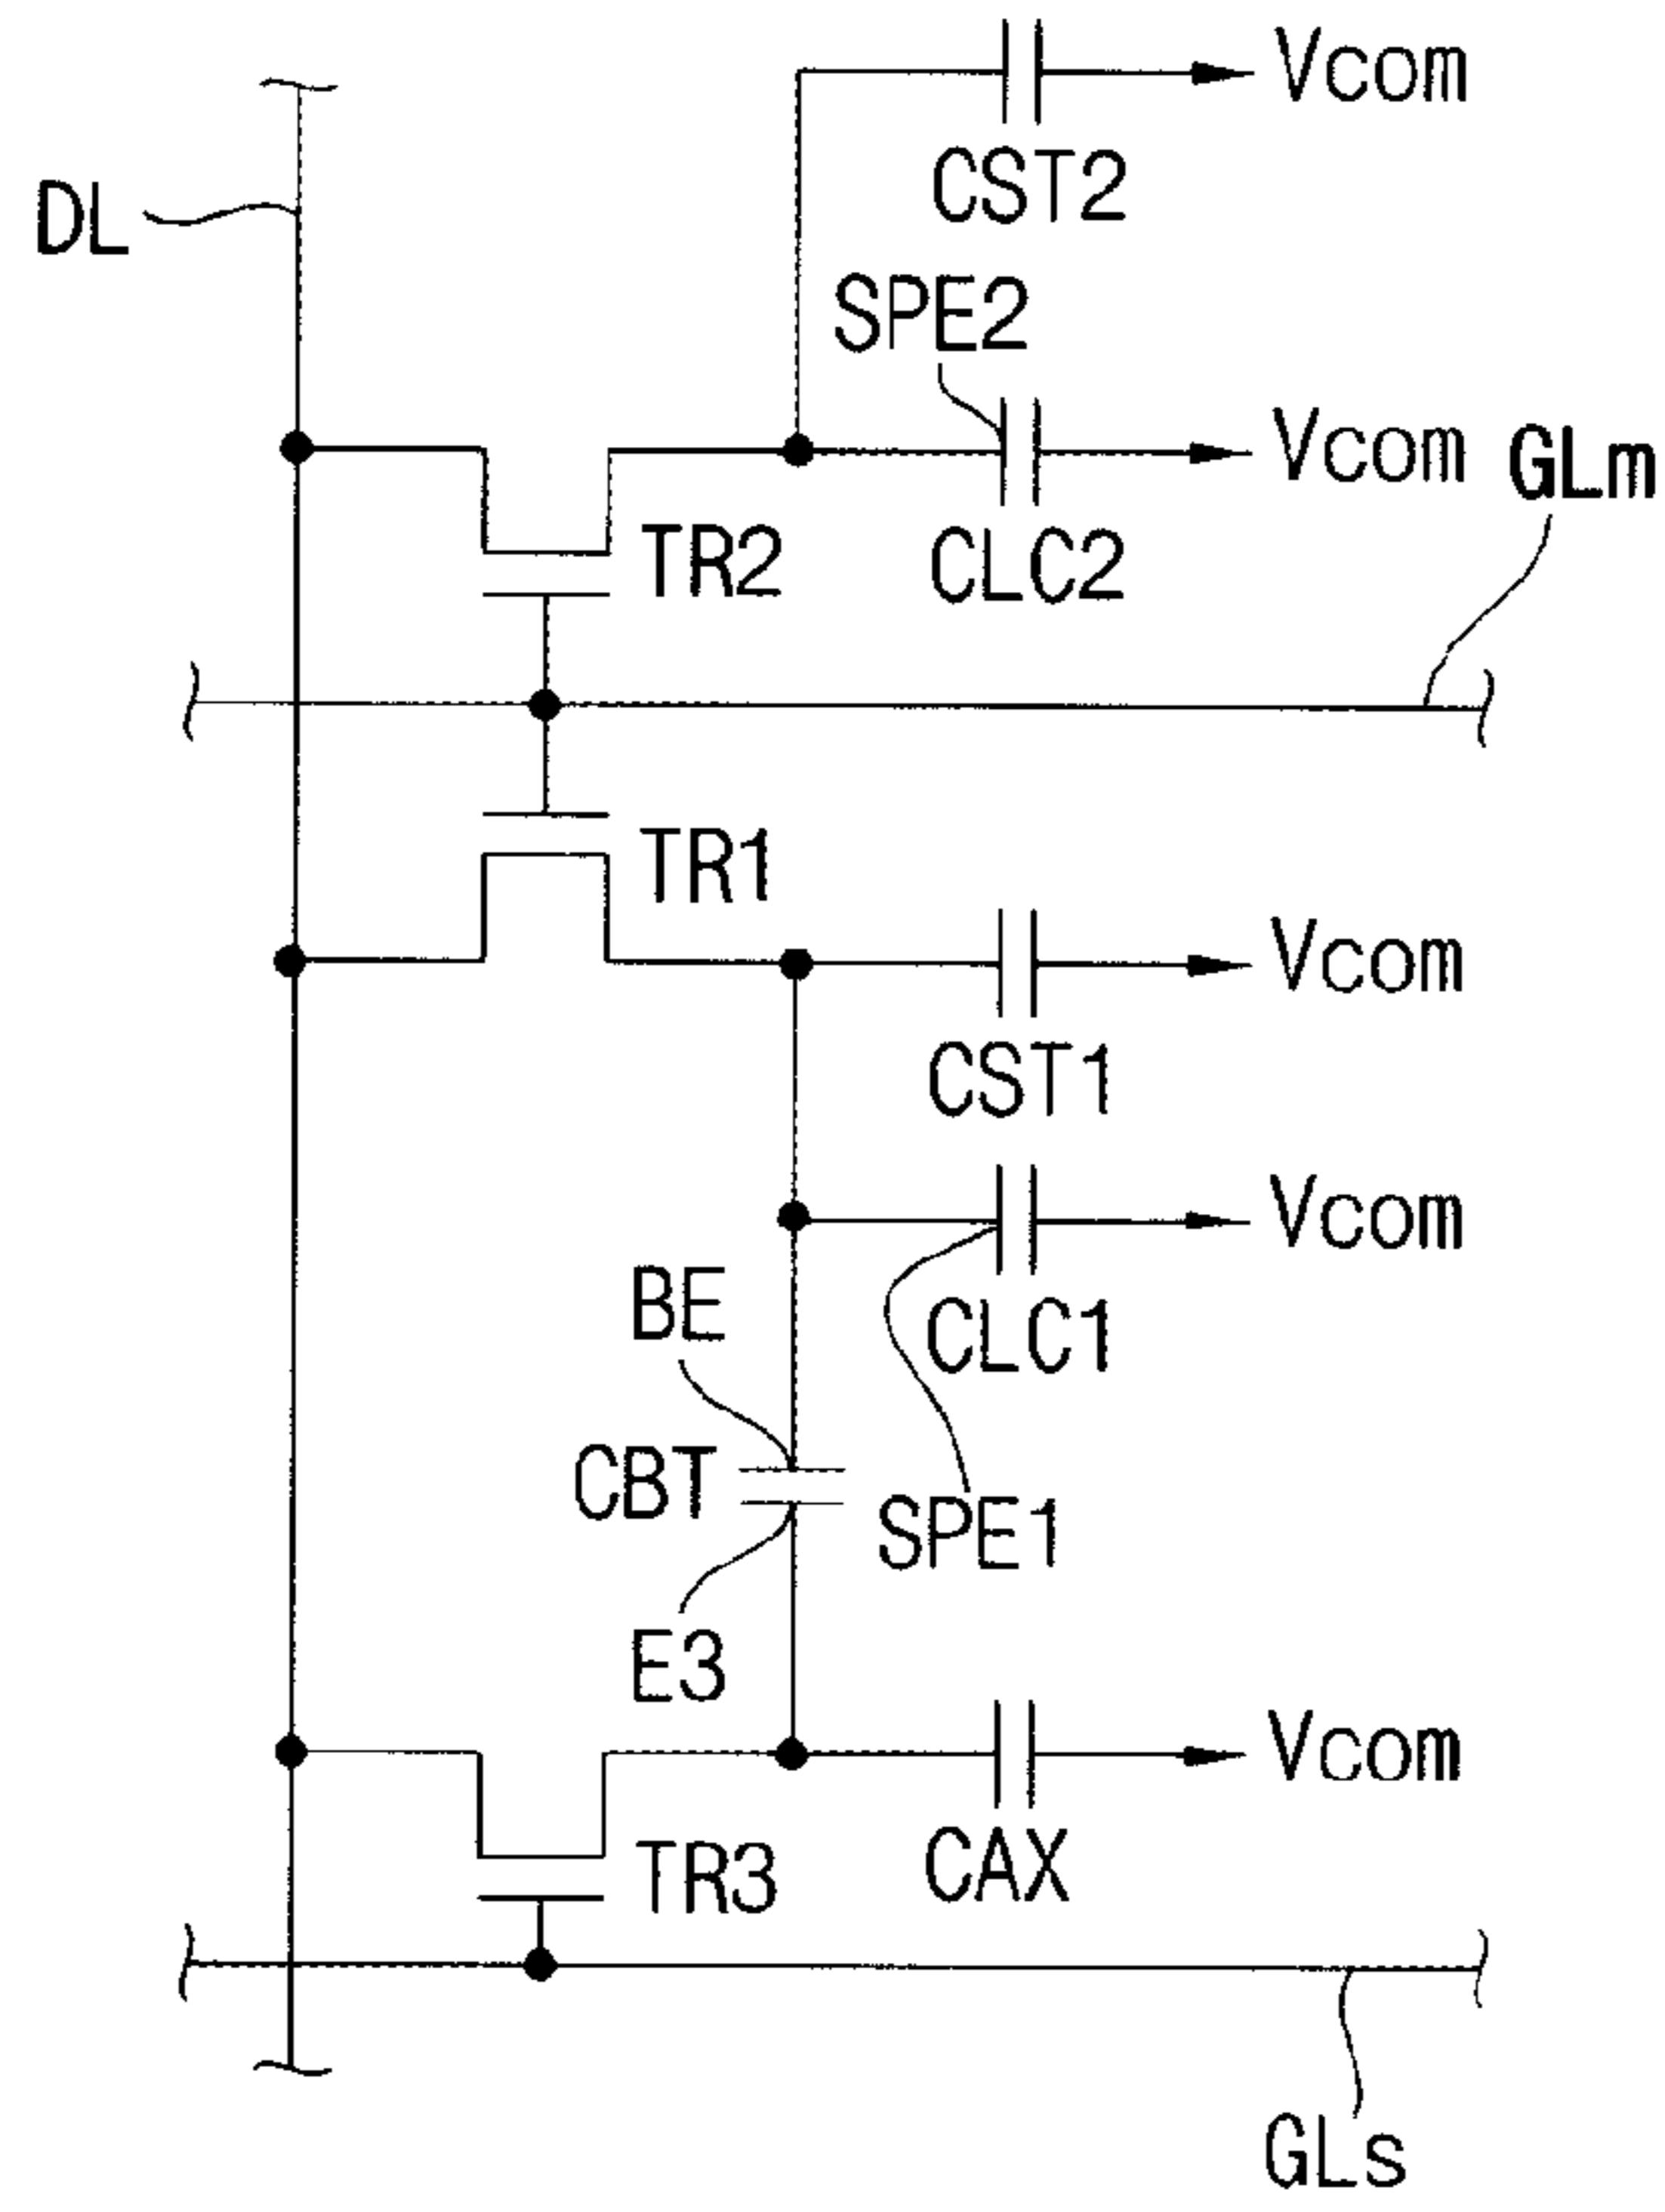 Vcom
CST2
DL
SPE2
Vcom
GLm
TR2
CLC2
TR1
Vcom
CST1
Vcom
BE
CLC1
CBT
SPE1
E3
Vcom
TR3
CAX
GLs